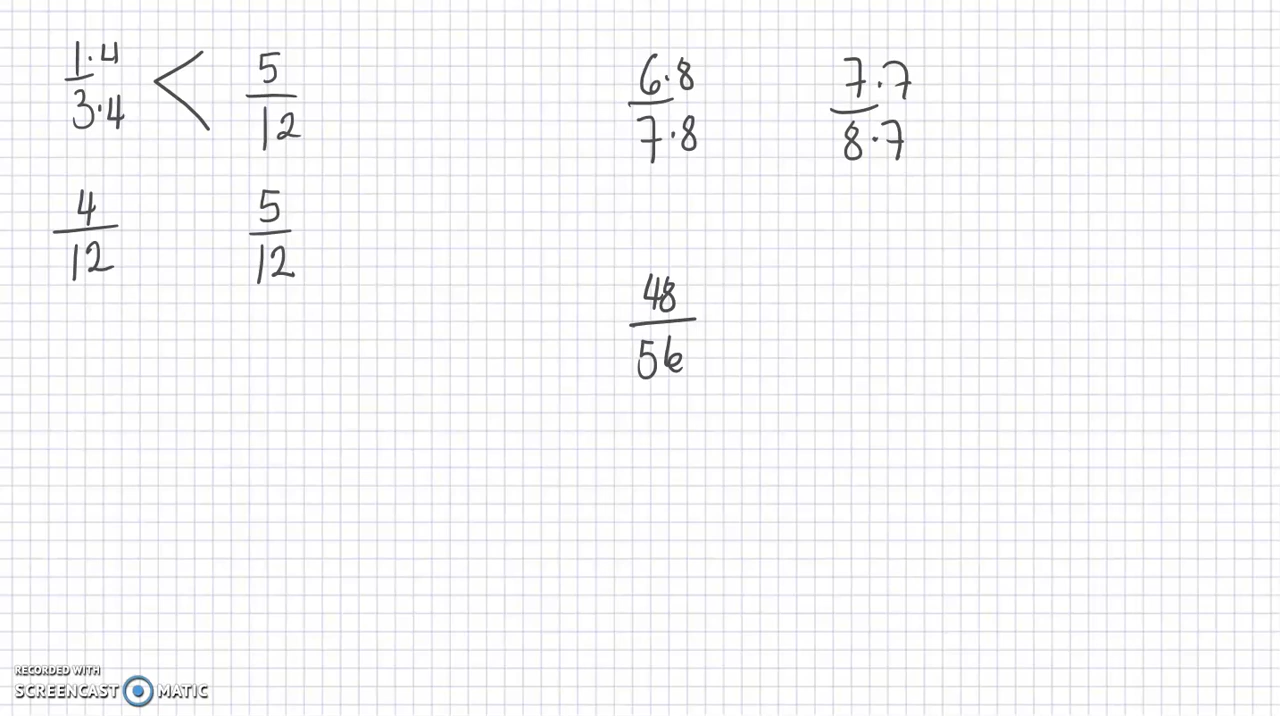 1·4 < 5
3·4 12
4 5
12 12
6·8 7·7
7·8 8·7
48
56
RECORDED WITH
SCREENCAST MATIC